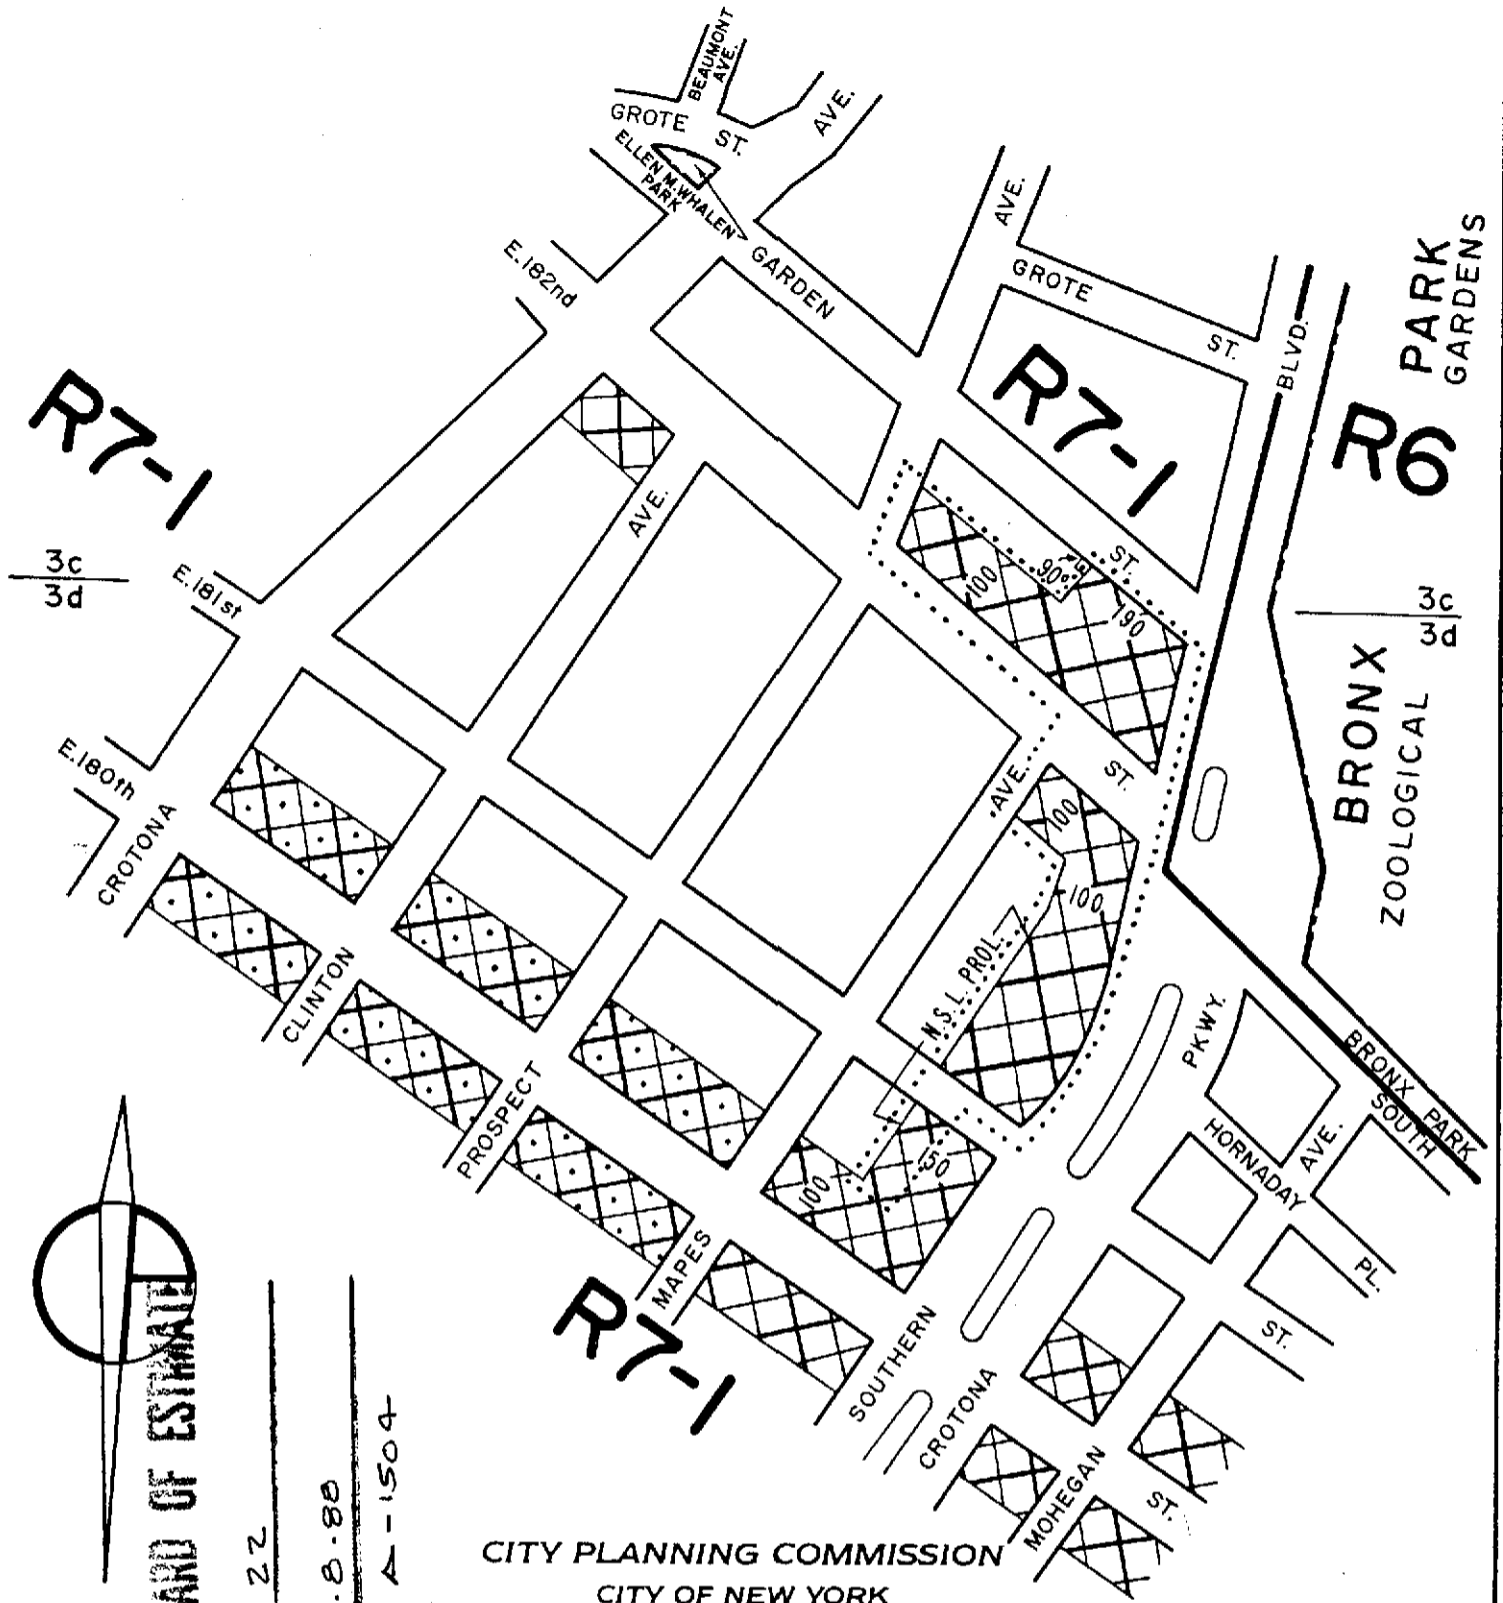 BEAUMONT
AVE.
GROTE
ST.
AVE.
ELLEN M. WHALEN
PARK
GARDEN
E. 182nd
AVE.
GROTE
ST.
BLVD.
PARK
GARDENS
R7-1
R7-1
R6
AVE.
ST.
90°
100
190
3c
3d
E. 181st
3c
3d
BRONX
ZOOLOGICAL
E. 180th
CROTONA
AVE.
ST.
100
100
N.S.L. PROL.
CLINTON
PKWY.
BRONX PARK
SOUTH
PROSPECT
HORNADAY
AVE.
150
100
MAPES
PL.
R7-1
ST.
SOUTHERN
CROTONA
MOHEGAN
ST.
ARD OF ESTIMATE
22
.8.88
A-1504
CITY PLANNING COMMISSION
CITY OF NEW YORK